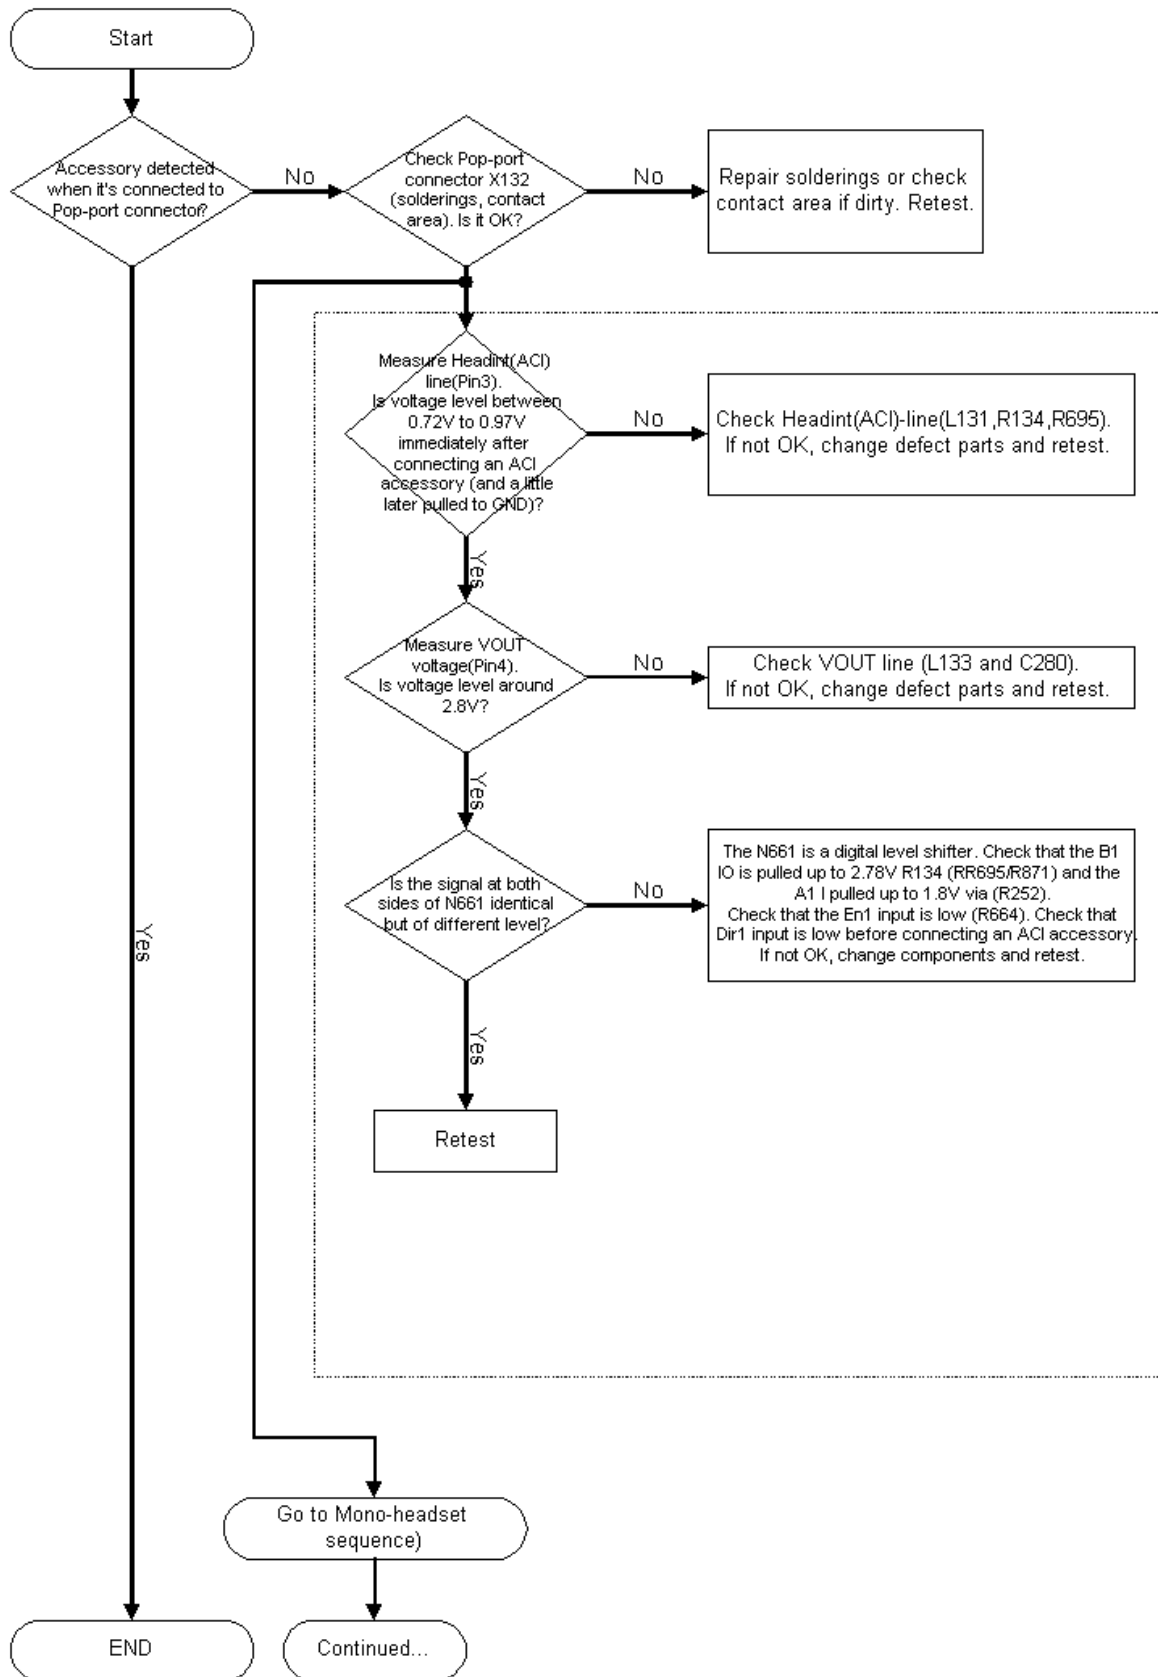 Start
Accessory detected
when it's connected to
Pop-port connector?
No
Check Pop-port
connector X132
(solderings, contact
area). Is it OK?
No
Repair solderings or check
contact area if dirty. Retest.
Measure Headint(ACI)
line(Pin3).
Is voltage level between
0.72V to 0.97V
immediately after
connecting an ACI
accessory (and a little
later pulled to GND)?
No
Check Headint(ACI)-line(L131,R134,R695).
If not OK, change defect parts and retest.
Yes
Measure VOUT
voltage(Pin4).
Is voltage level around
2.8V?
No
Check VOUT line (L133 and C280).
If not OK, change defect parts and retest.
Yes
Is the signal at both
sides of N661 identical
but of different level?
No
The N661 is a digital level shifter. Check that the B1
IO is pulled up to 2.78V R134 (RR695/R871) and the
A1 I pulled up to 1.8V via (R252).
Check that the En1 input is low (R664). Check that
Dir1 input is low before connecting an ACI accessory.
If not OK, change components and retest.
Yes
Yes
Retest
Go to Mono-headset
sequence)
END
Continued...